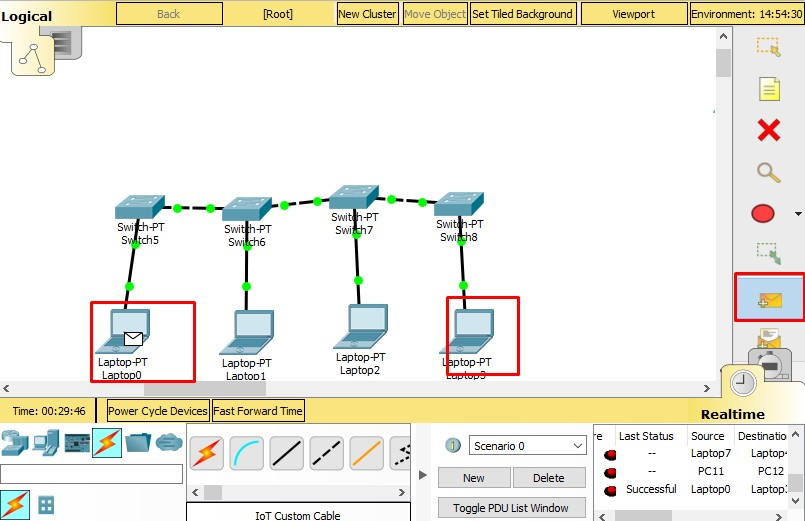 Logical
Back
[Root]
New Cluster
Move Object
Set Tiled Background
Viewport
Environment: 14:54:30
Switch-PT
Switch5
Switch-PT
Switch6
Switch-PT
Switch7
Switch-PT
Switch8
Laptop-PT
Laptop0
Laptop-PT
Laptop1
Laptop-PT
Laptop2
Laptop-PT
Laptop3
Time: 00:29:46
Power Cycle Devices
Fast Forward Time
Realtime
Scenario 0
New
Delete
Toggle PDU List Window
re Last Status Source Destinatio
-- Laptop7 Laptop4
-- PC11 PC12
Successful Laptop0 Laptop3
IoT Custom Cable